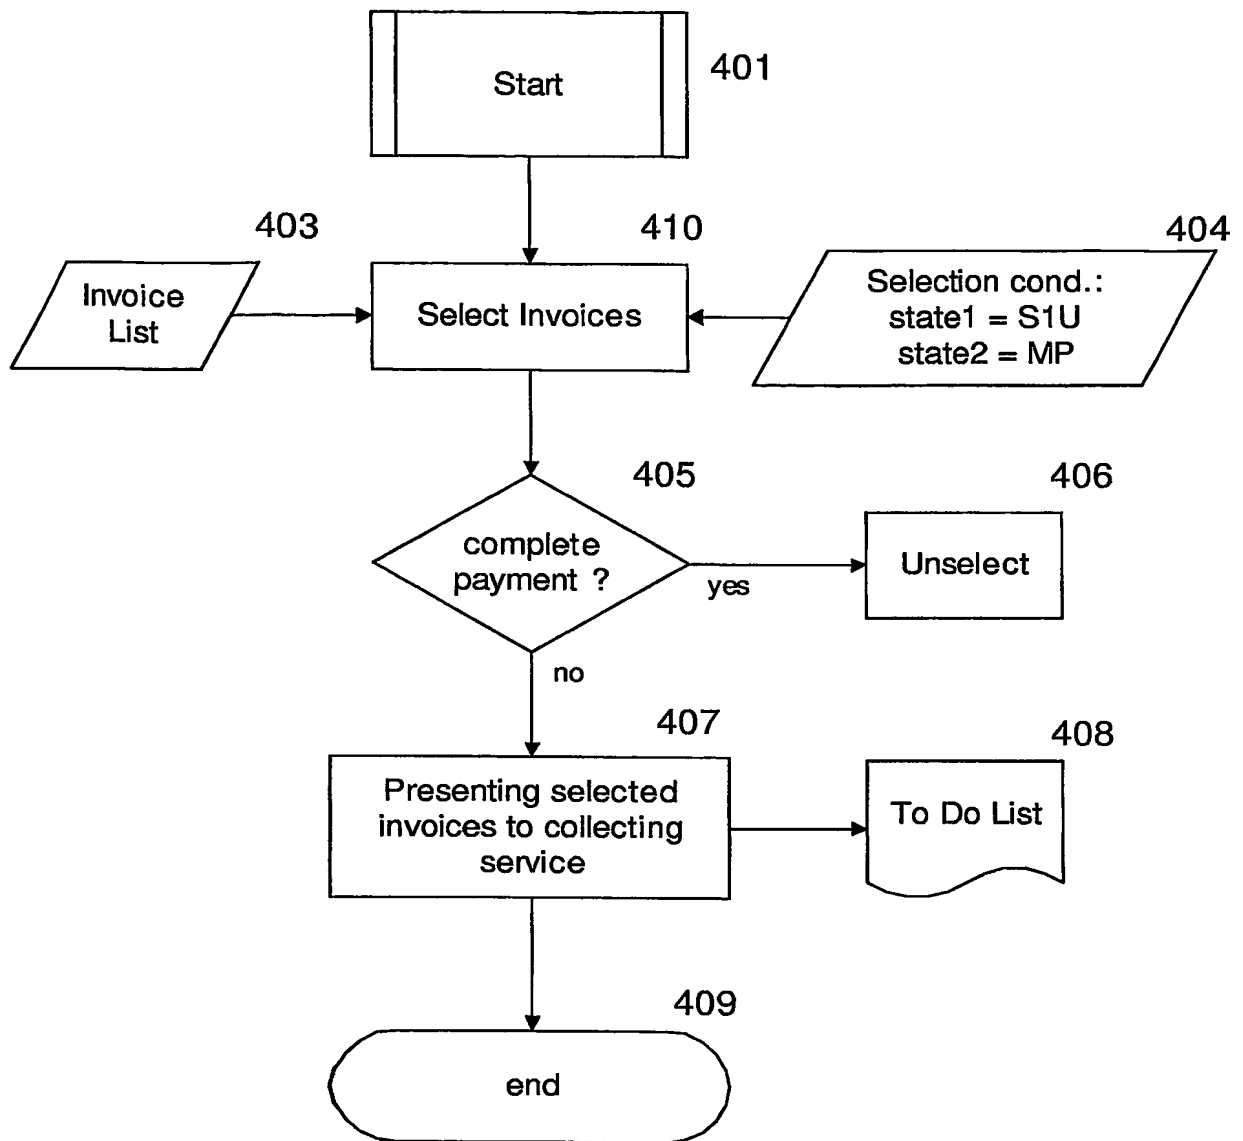 Start
401
403
410
404
Invoice
List
Select Invoices
Selection cond.:
state1 = S1U
state2 = MP
405
406
complete
payment ?
yes
Unselect
no
407
408
Presenting selected
invoices to collecting
service
To Do List
409
end